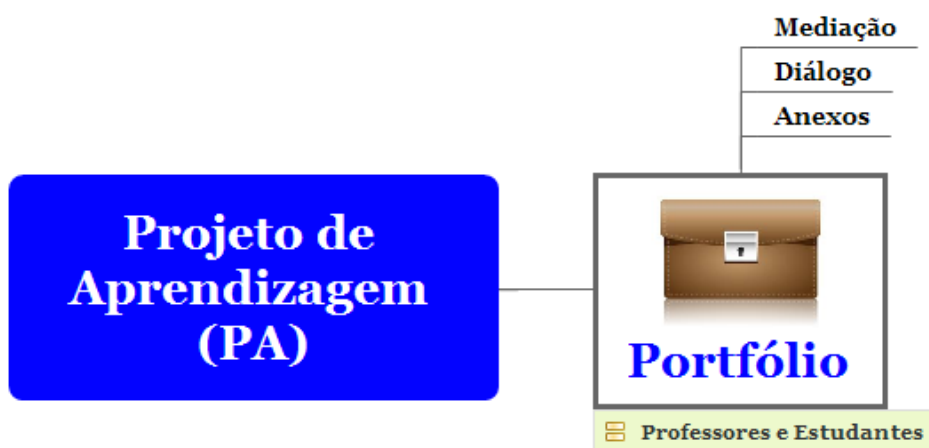 Mediação
Diálogo
Anexos
Projeto de
Aprendizagem
(PA)
Portfólio
Professores e Estudantes